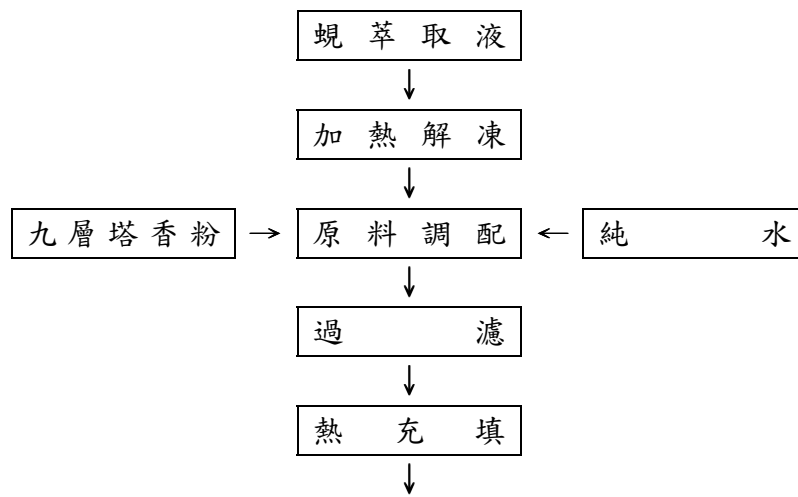 蜆萃取液
加熱解凍
九層塔香粉 → 原料調配 ← 純水
過濾
熱充填